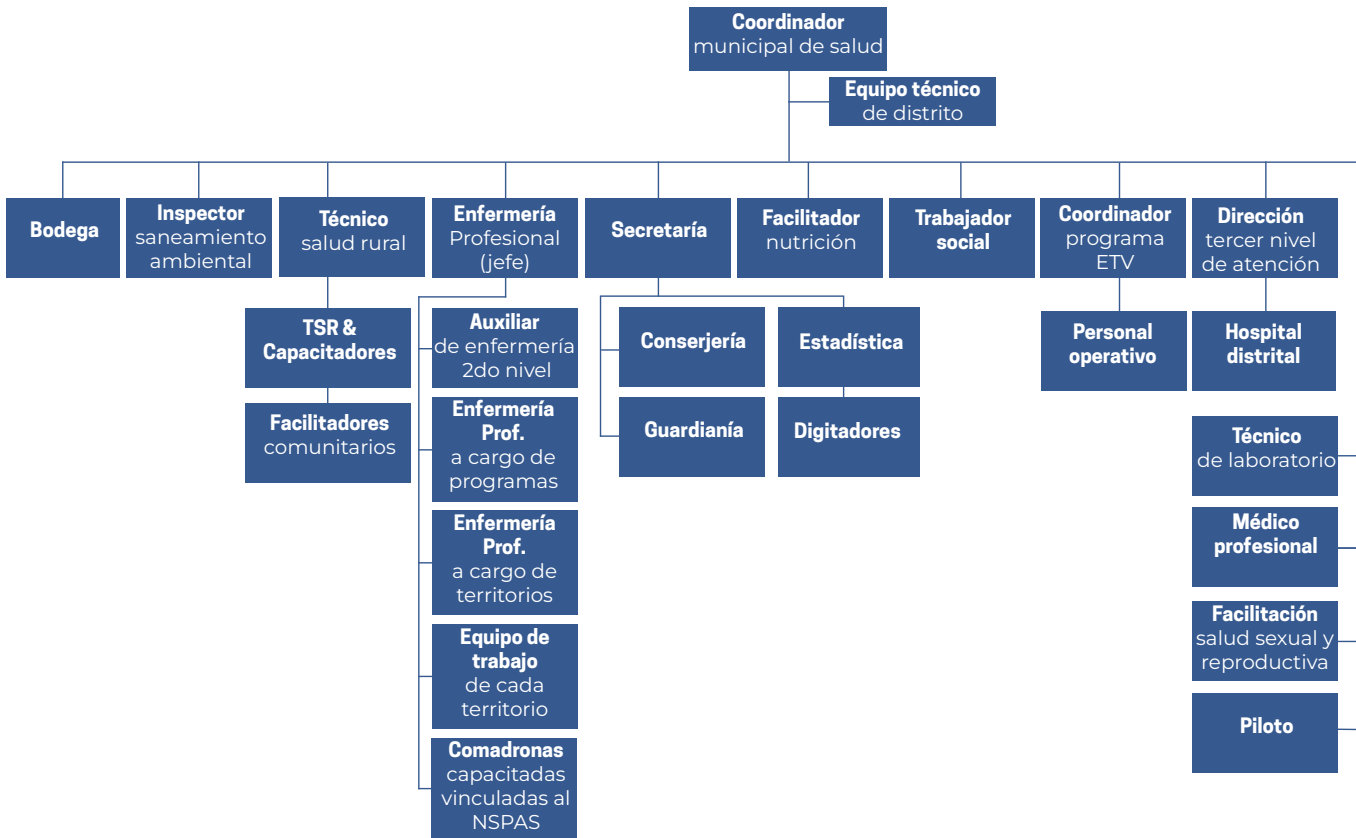 Coordinador
municipal de salud
Equipo técnico
de distrito
Bodega
Inspector
saneamiento
ambiental
Técnico
salud rural
Enfermería
Profesional
(jefe)
Secretaría
Facilitador
nutrición
Trabajador
social
Coordinador
programa
ETV
Dirección
tercer nivel
de atención
TSR &
Capacitadores
Facilitadores
comunitarios
Auxiliar
de enfermería
2do nivel
Enfermería
Prof.
a cargo de
programas
Enfermería
Prof.
a cargo de
territorios
Equipo de
trabajo
de cada
territorio
Comadronas
capacitadas
vinculadas al
NSPAS
Conserjería
Guardianía
Estadística
Digitadores
Personal
operativo
Hospital
distrital
Técnico
de laboratorio
Médico
profesional
Facilitación
salud sexual y
reproductiva
Piloto